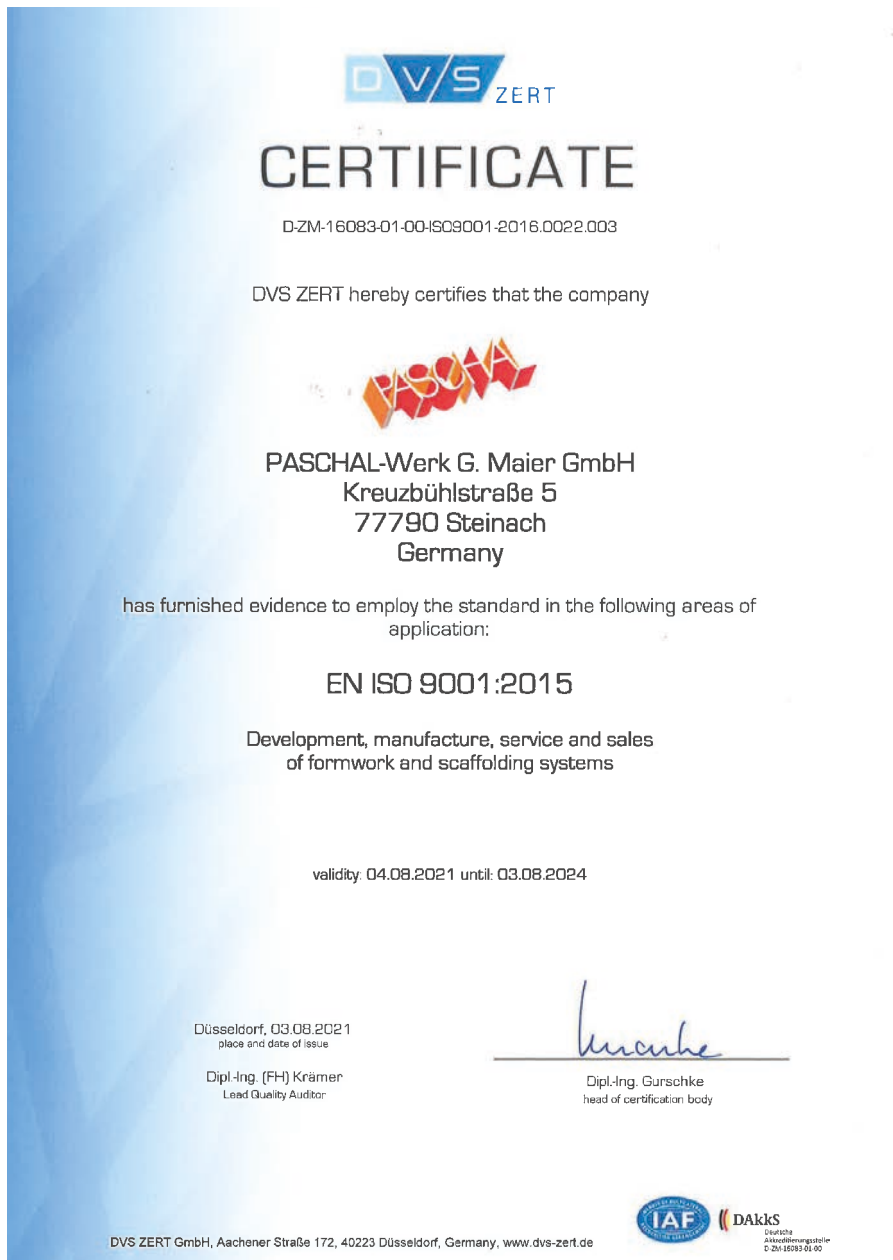 DVS ZERT
CERTIFICATE
D-ZM-16083-01-00-ISO9001-2016.0022.003
DVS ZERT hereby certifies that the company
PASCHAL
PASCHAL-Werk G. Maier GmbH
Kreuzbühlstraße 5
77790 Steinach
Germany
has furnished evidence to employ the standard in the following areas of
application:
EN ISO 9001:2015
Development, manufacture, service and sales
of formwork and scaffolding systems
validity: 04.08.2021 until: 03.08.2024
Düsseldorf, 03.08.2021
place and date of issue
Dipl.-Ing. (FH) Krämer
Lead Quality Auditor
Dipl.-Ing. Gurschke
head of certification body
IAF
DAkkS
Deutsche
Akkreditierungsstelle
D-ZM-16083-01-00
DVS ZERT GmbH, Aachener Straße 172, 40223 Düsseldorf, Germany, www.dvs-zert.de